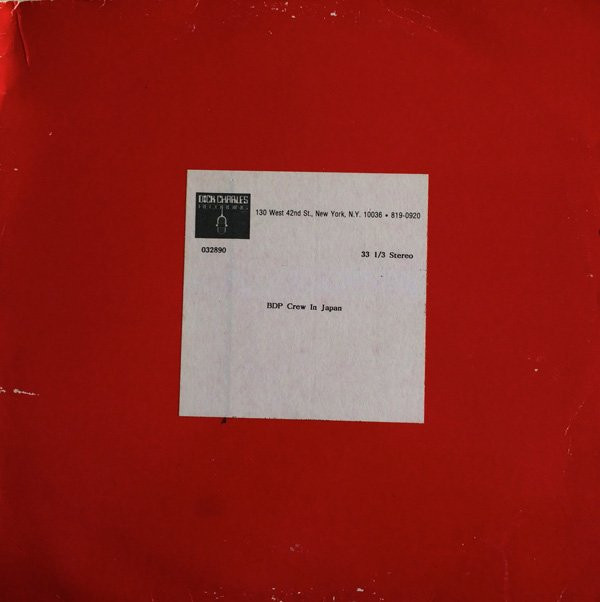 DICK CHARLES
RECORDING
130 West 42nd St., New York, N.Y. 10036 • 819-0920
032890
33 1/3 Stereo
BDP Crew In Japan